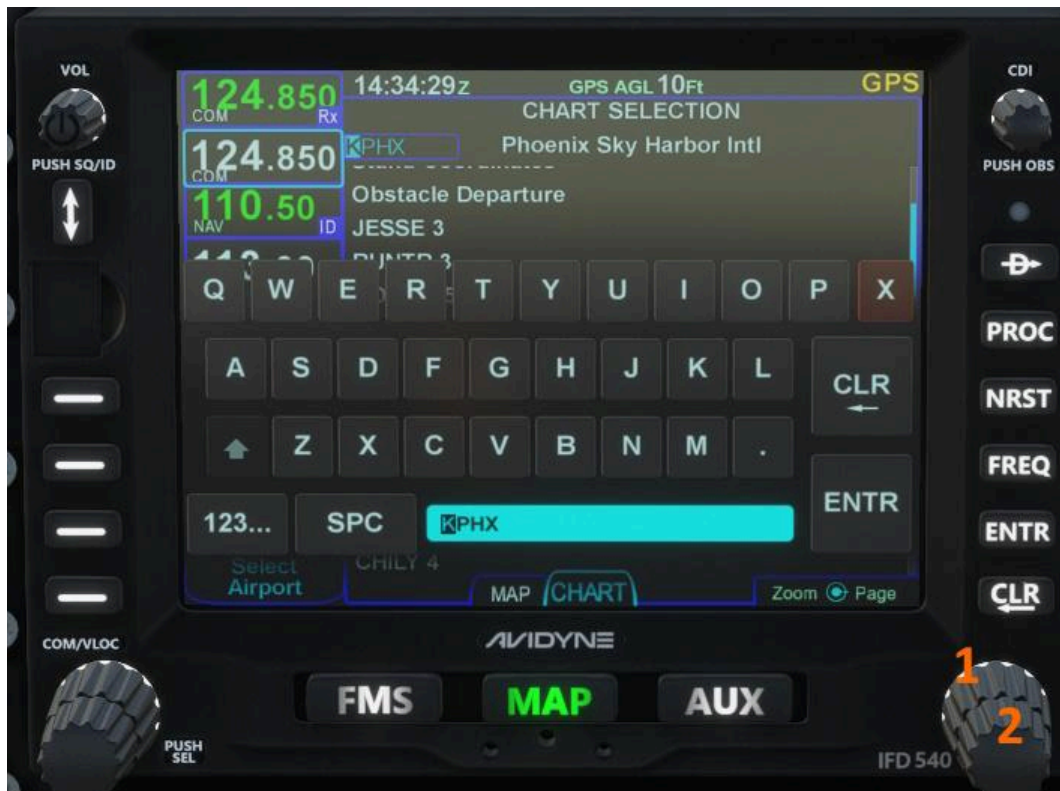 VOL
PUSH SQ/ID
CDI
PUSH OBS
124.850
COM Rx
124.850
COM
110.50
NAV ID
14:34:29Z GPS AGL 10Ft GPS
CHART SELECTION
KPHX Phoenix Sky Harbor Intl
Obstacle Departure
JESSE 3
Q W E R T Y U I O P X
A S D F G H J K L CLR
Z X C V B N M .
123... SPC KPHX ENTR
Select
Airport
CHILY 4
MAP CHART Zoom Page
D
PROC
NRST
FREQ
ENTR
CLR
COM/VLOC
PUSH
SEL
AVIDYNE
FMS MAP AUX
IFD 540
1
2